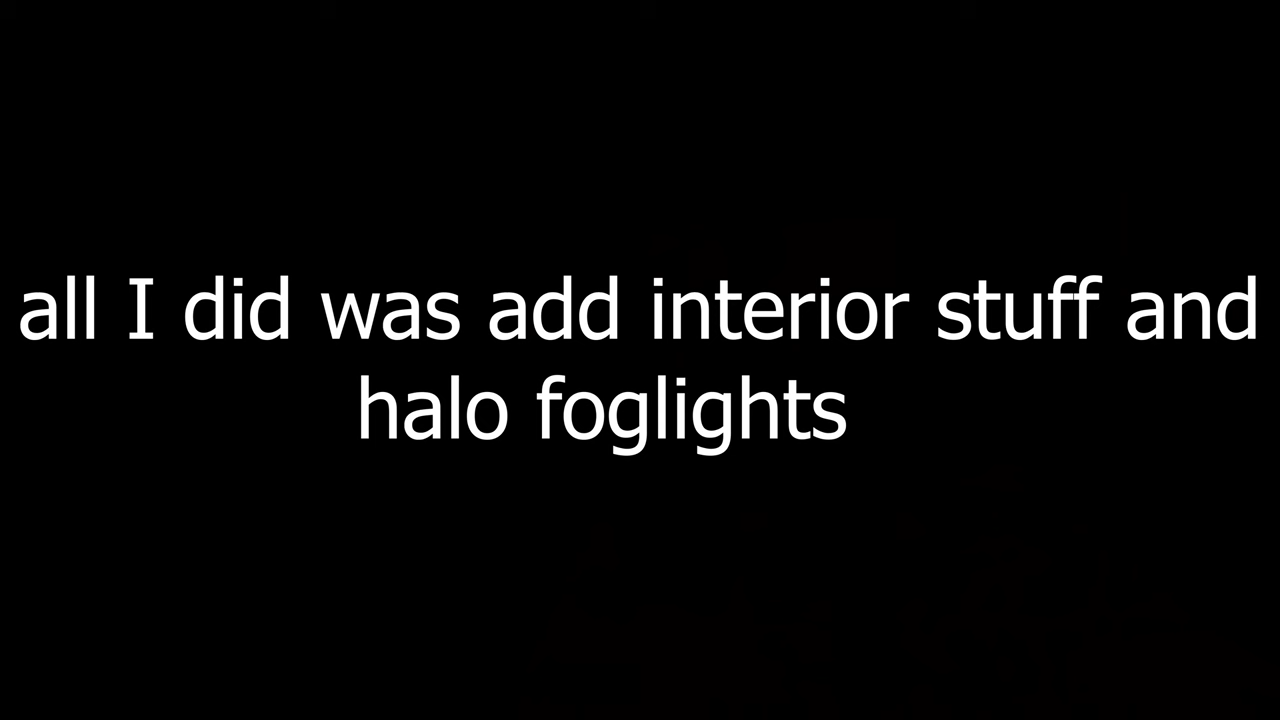 all I did was add interior stuff and
halo foglights